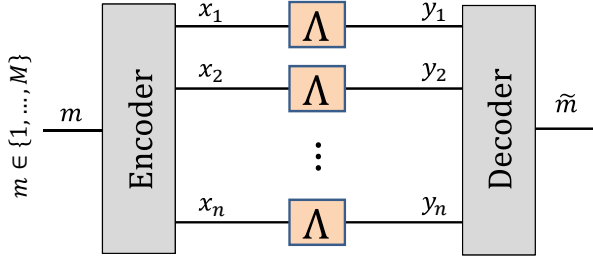 m ∈ {1, ..., M}
m
Encoder
x₁ Λ y₁
x₂ Λ y₂
⋮
xₙ Λ yₙ
Decoder
m̃